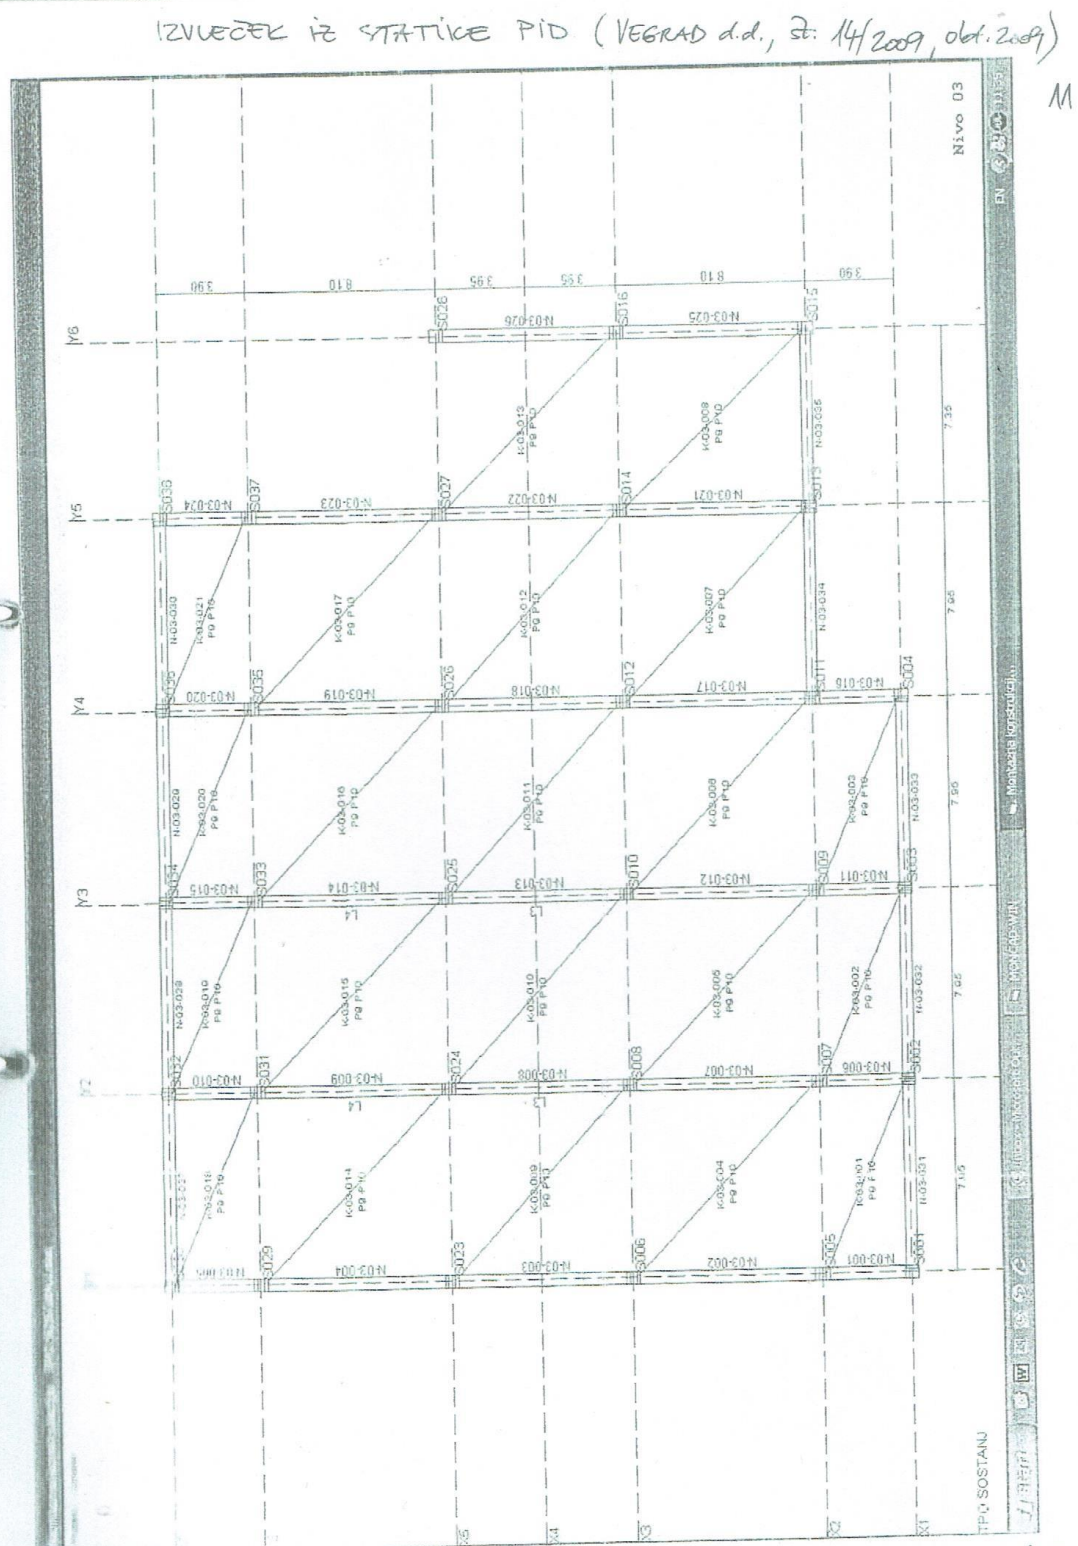 IZVLEČEK IZ STATIKE PID (VEGRAD d.d., št. 14/2009, okt. 2009)
11
Nivo 03
EN
3.90
8.10
3.95
3.95
8.10
3.90
Y6
S028
N-03-026
S016
N-03-025
S015
K-03-013
P9 P10
K-03-008
P9 P10
N-03-035
7.35
Y5
S038
N-03-024
S037
N-03-023
S027
N-03-022
S014
N-03-021
S013
N-03-030
K-03-021
P9 P10
K-03-017
P9 P10
K-03-012
P9 P10
K-03-007
P9 P10
N-03-034
7.95
Y4
S036
N-03-020
S035
N-03-019
S026
N-03-018
S012
N-03-017
S011
N-03-016
S004
N-03-029
K-03-020
P9 P10
K-03-016
P9 P10
K-03-011
P9 P10
K-03-006
P9 P10
K-03-003
P9 P10
N-03-033
7.95
Y3
S034
N-03-015
S033
N-03-014
L4
S025
N-03-013
L3
S010
N-03-012
S009
N-03-011
S003
K-03-019
P9 P10
K-03-015
P9 P10
K-03-010
P9 P10
K-03-005
P9 P10
K-03-002
P9 P10
N-03-032
7.95
Y2
S032
N-03-010
S031
N-03-009
L4
S024
N-03-008
L3
S008
N-03-007
S007
N-03-006
S002
K-03-018
P9 P10
K-03-014
P9 P10
K-03-009
P9 P10
K-03-004
P9 P10
K-03-001
P9 P10
N-03-031
N-03-005
S029
N-03-004
S023
N-03-003
S006
N-03-002
S005
N-03-001
S001
X5
X4
X3
X2
X1
TPO SOSTANJ
MONCAD-WIN
Montazna konstrukci...